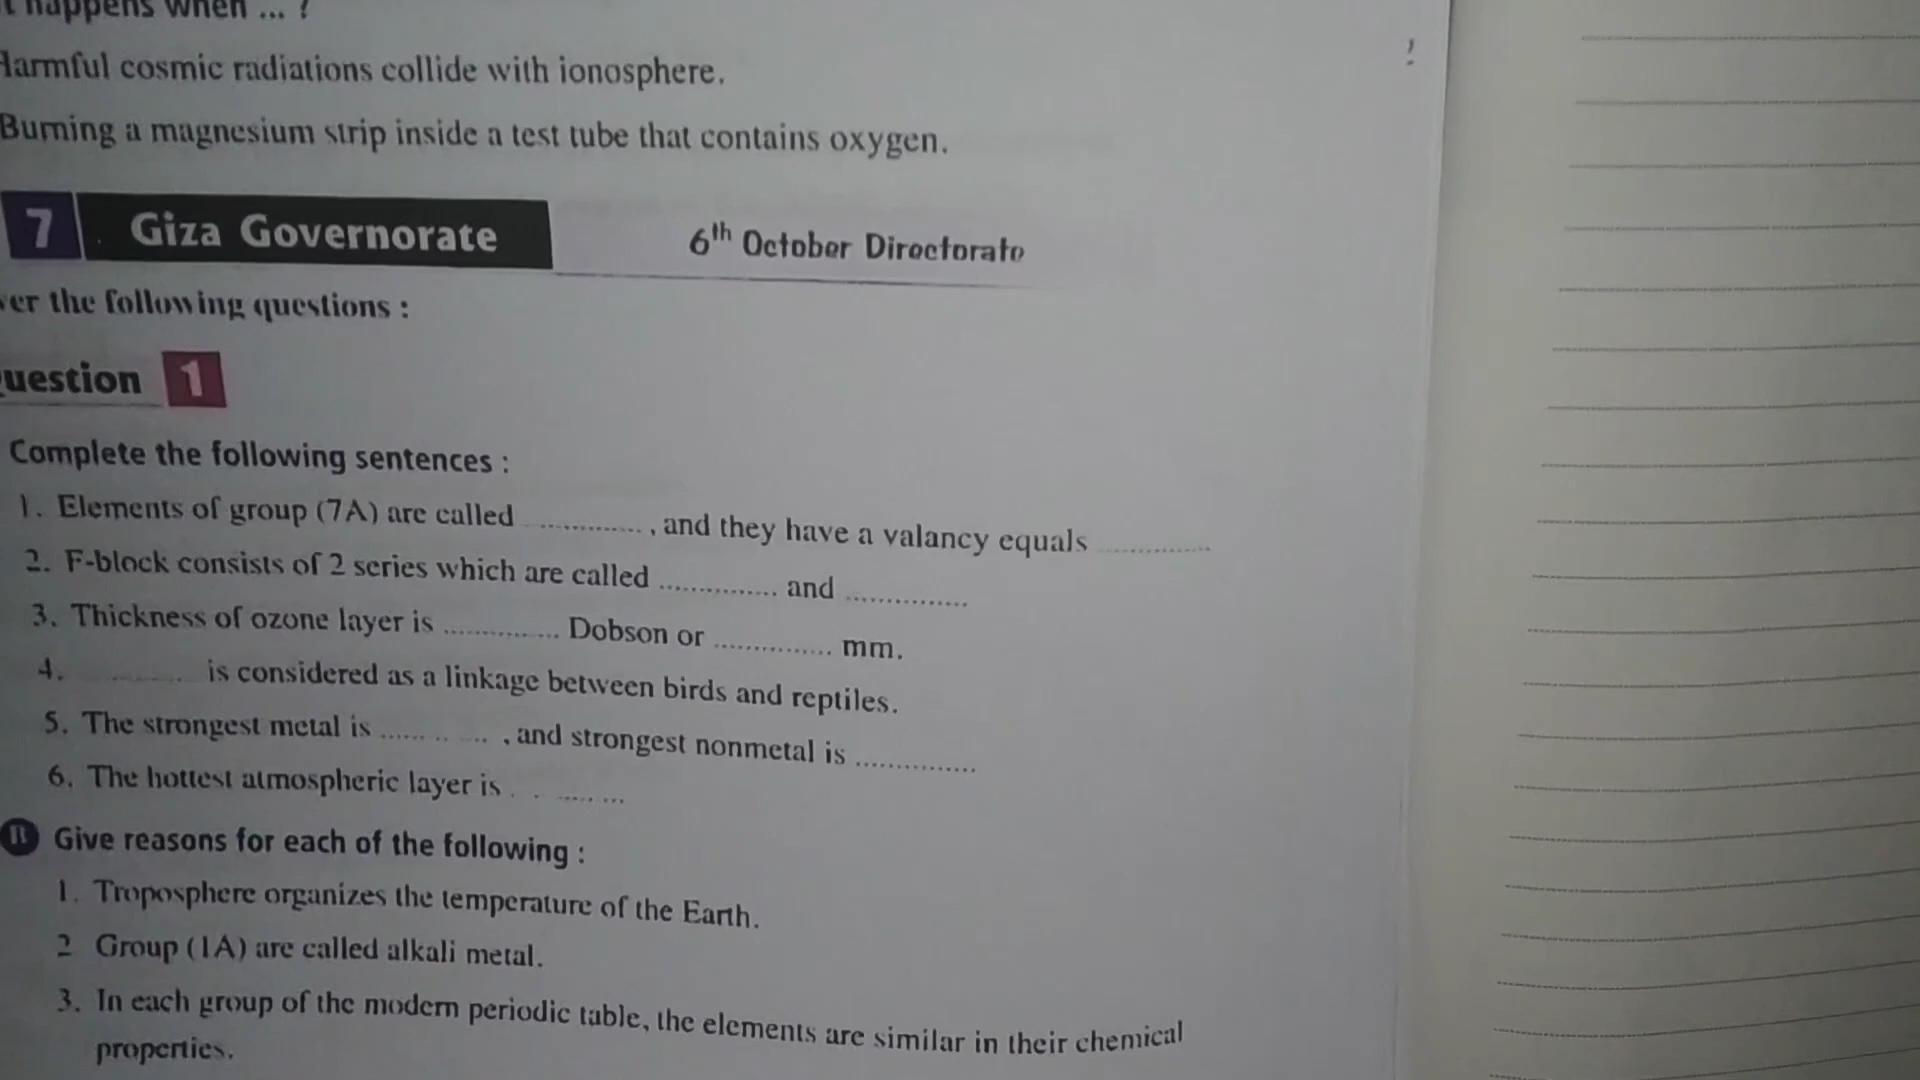 happens when ... ?
Harmful cosmic radiations collide with ionosphere.
Burning a magnesium strip inside a test tube that contains oxygen.
7 Giza Governorate 6th October Directorate
er the following questions :
uestion 1
Complete the following sentences :
1. Elements of group (7A) are called ............ , and they have a valancy equals ............
2. F-block consists of 2 series which are called ............ and ............
3. Thickness of ozone layer is ............ Dobson or ............ mm.
4. ............ is considered as a linkage between birds and reptiles.
5. The strongest metal is ............ , and strongest nonmetal is ............
6. The hottest atmospheric layer is ............
B Give reasons for each of the following :
1. Troposphere organizes the temperature of the Earth.
2 Group (1A) are called alkali metal.
3. In each group of the modern periodic table, the elements are similar in their chemical
properties.